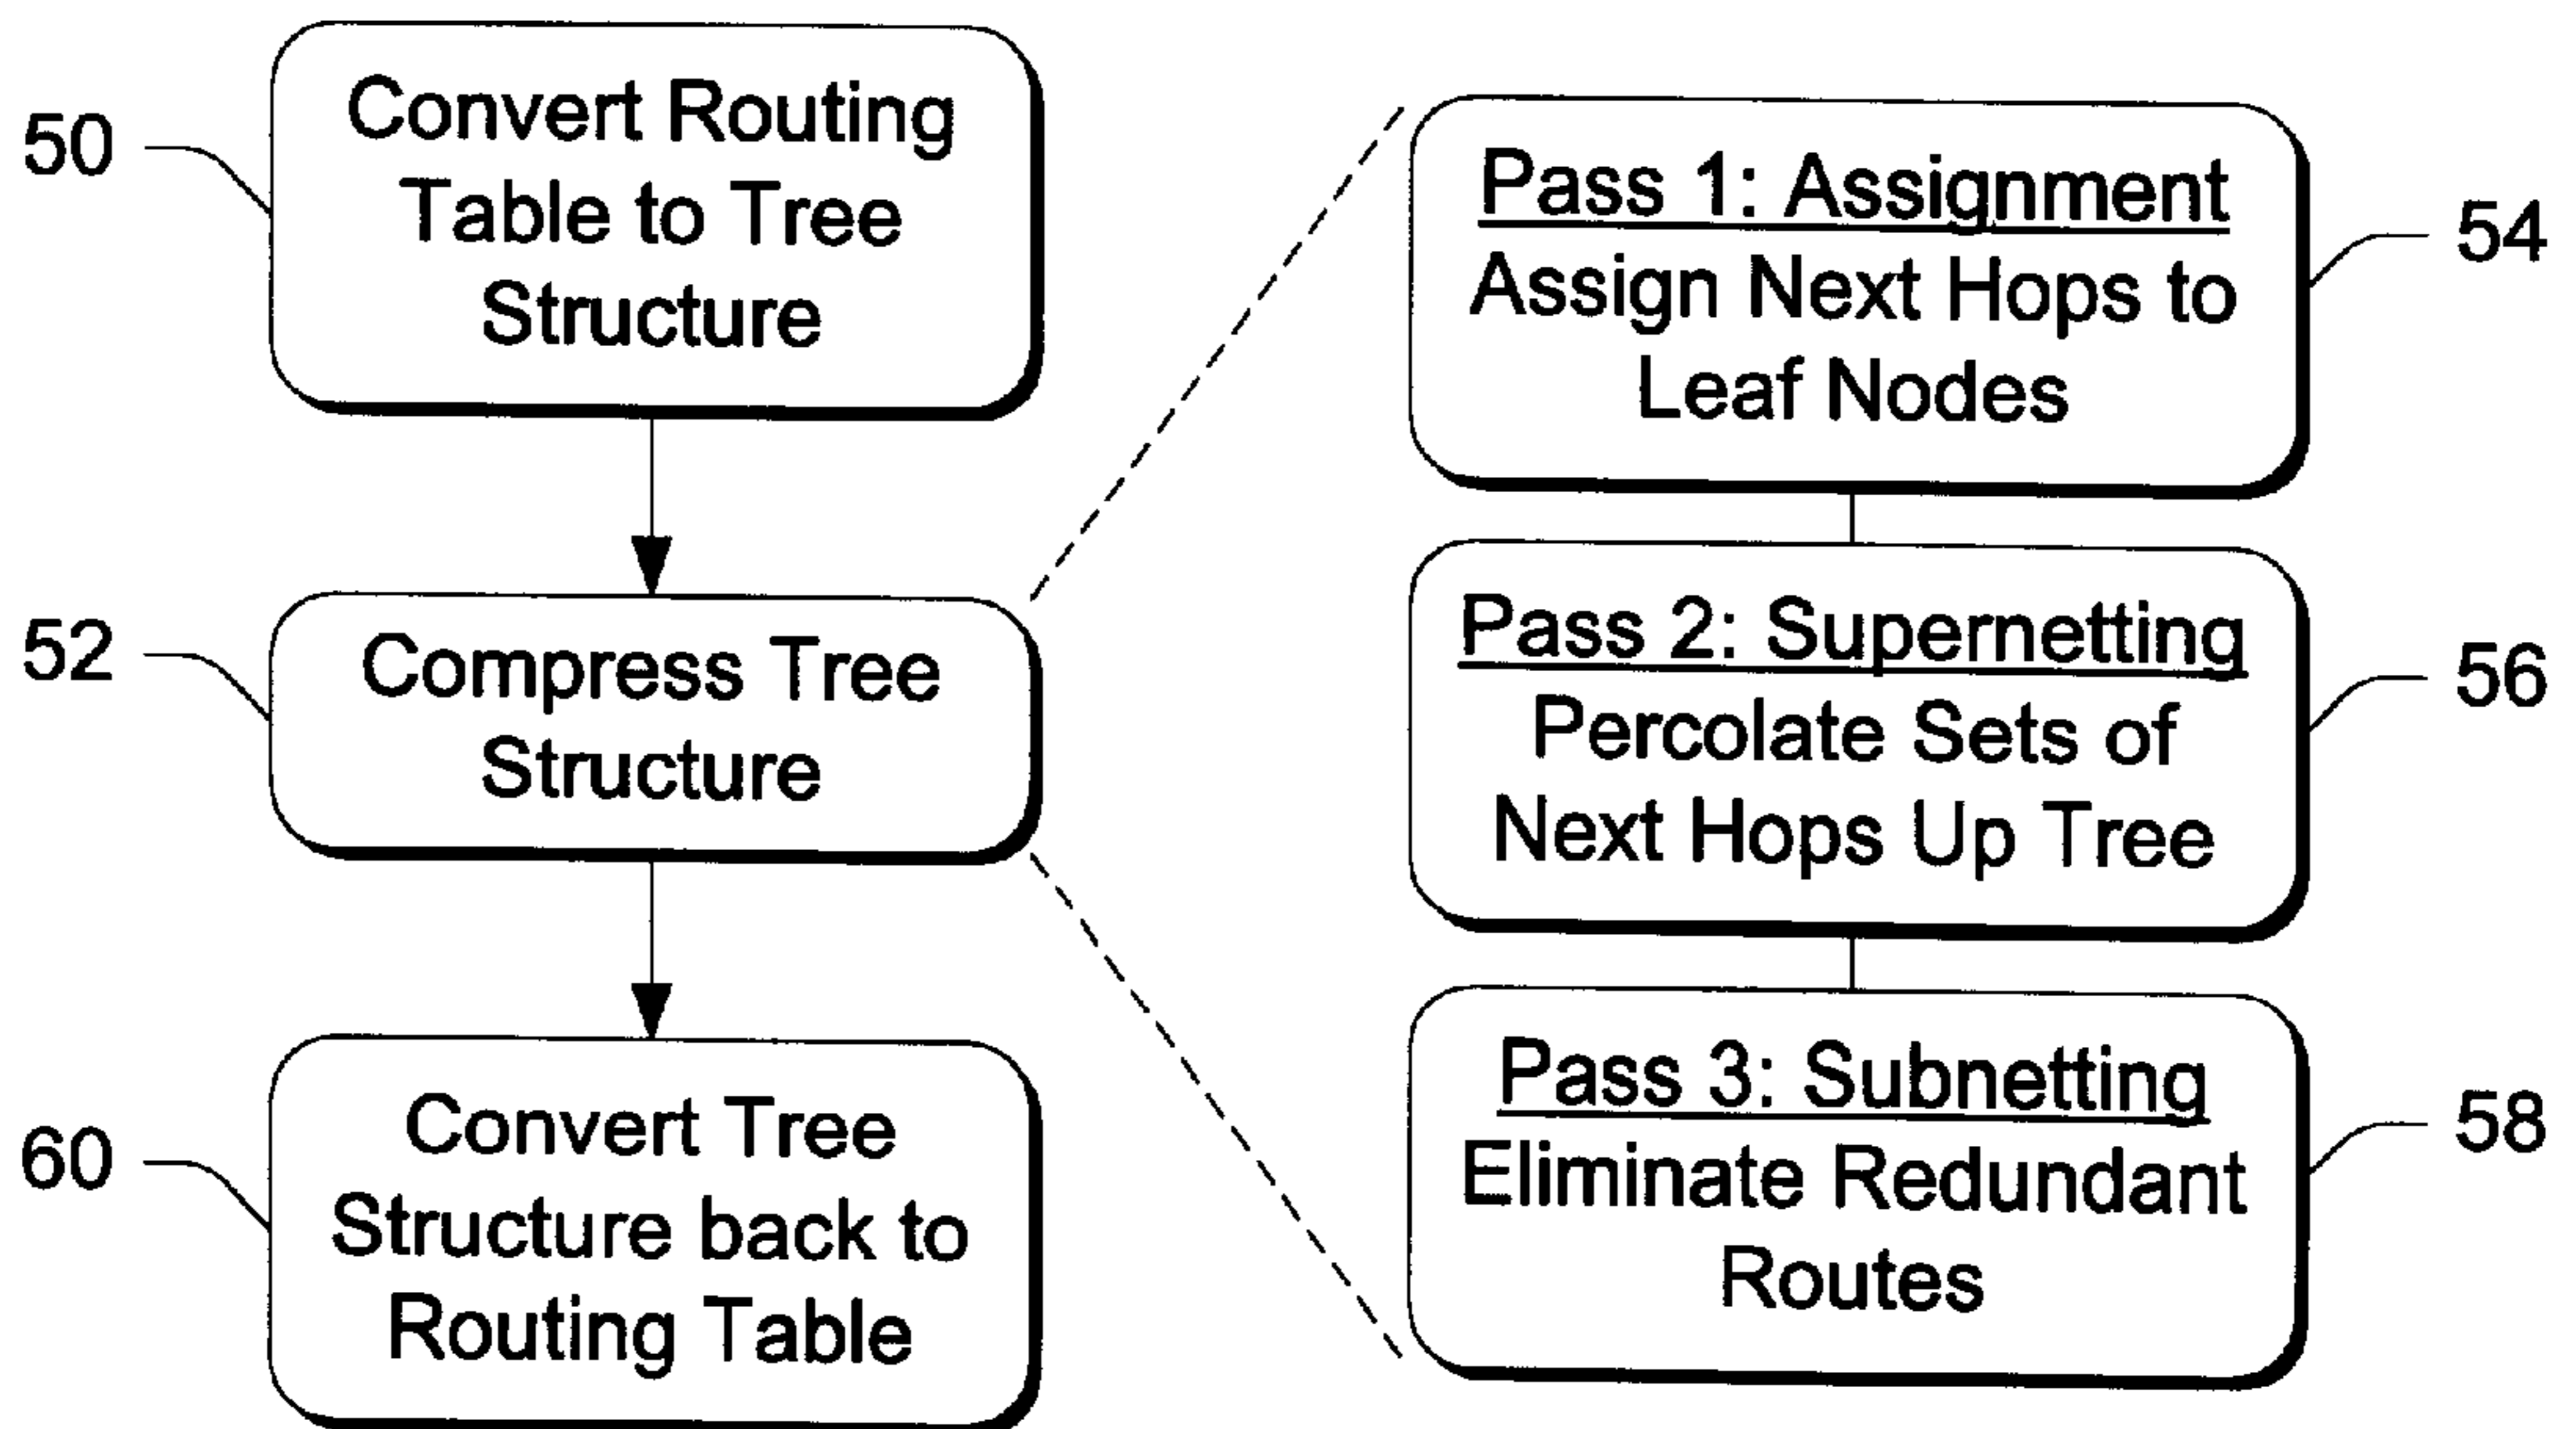 50
Convert Routing
Table to Tree
Structure
52
Compress Tree
Structure
60
Convert Tree
Structure back to
Routing Table
Pass 1: Assignment
Assign Next Hops to
Leaf Nodes
54
Pass 2: Supernetting
Percolate Sets of
Next Hops Up Tree
56
Pass 3: Subnetting
Eliminate Redundant
Routes
58